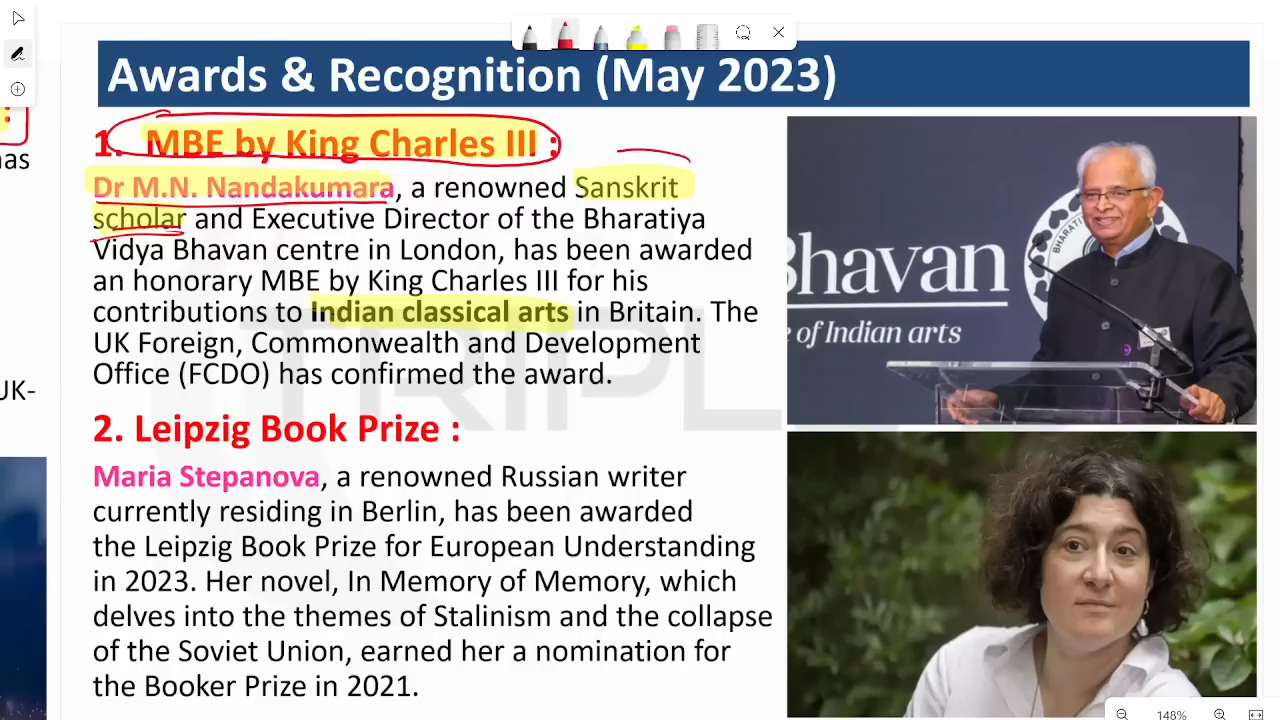 Awards & Recognition (May 2023)
1. MBE by King Charles III :
Dr M.N. Nandakumara, a renowned Sanskrit
scholar and Executive Director of the Bharatiya
Vidya Bhavan centre in London, has been awarded
an honorary MBE by King Charles III for his
contributions to Indian classical arts in Britain. The
UK Foreign, Commonwealth and Development
Office (FCDO) has confirmed the award.
2. Leipzig Book Prize :
Maria Stepanova, a renowned Russian writer
currently residing in Berlin, has been awarded
the Leipzig Book Prize for European Understanding
in 2023. Her novel, In Memory of Memory, which
delves into the themes of Stalinism and the collapse
of the Soviet Union, earned her a nomination for
the Booker Prize in 2021.
:
nas
UK-
Bhavan
e of Indian arts
BHARATI
TRIPL
148%